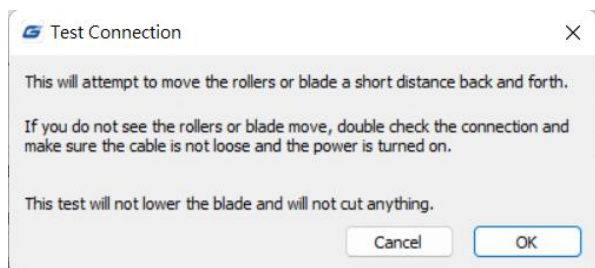 Test Connection
This will attempt to move the rollers or blade a short distance back and forth.
If you do not see the rollers or blade move, double check the connection and
make sure the cable is not loose and the power is turned on.
This test will not lower the blade and will not cut anything.
Cancel
OK